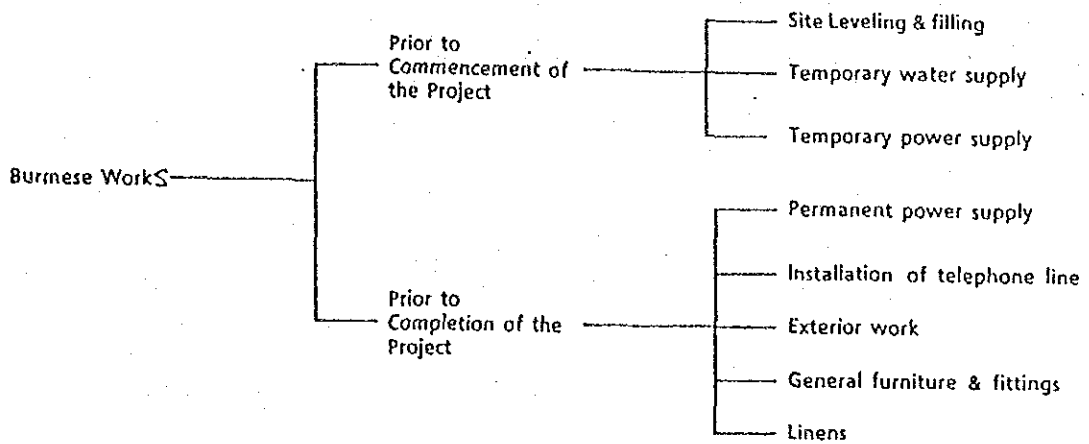 Burmese Works
Prior to
Commencement of
the Project
Site Leveling & filling
Temporary water supply
Temporary power supply
Prior to
Completion of the
Project
Permanent power supply
Installation of telephone line
Exterior work
General furniture & fittings
Linens